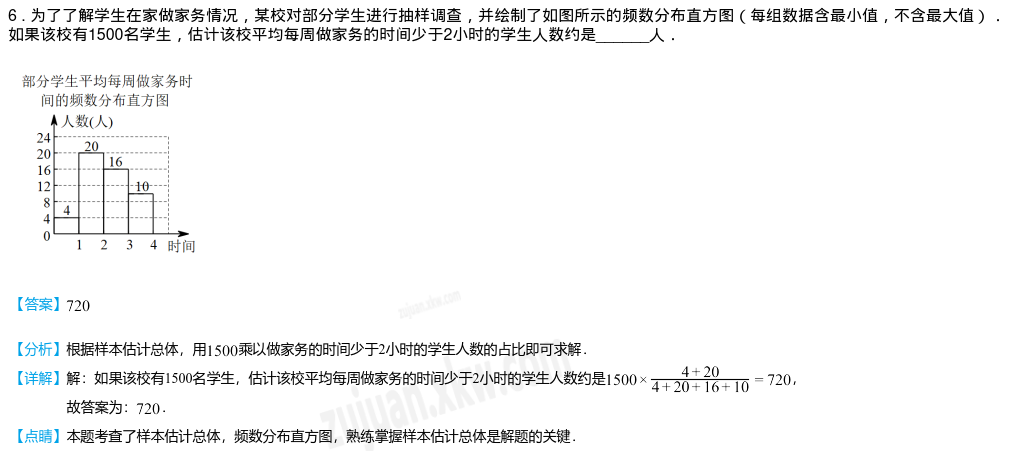 6．为了了解学生在家做家务情况，某校对部分学生进行抽样调查，并绘制了如图所示的频数分布直方图（每组数据含最小值，不含最大值）．
如果该校有1500名学生，估计该校平均每周做家务的时间少于2小时的学生人数约是______人．
部分学生平均每周做家务时
间的频数分布直方图
人数(人)
24
20
16
12
8
4
0
4
20
16
10
1 2 3 4 时间
【答案】720
【分析】根据样本估计总体，用1500乘以做家务的时间少于2小时的学生人数的占比即可求解．
【详解】解：如果该校有1500名学生，估计该校平均每周做家务的时间少于2小时的学生人数约是1500×(4+20)/(4+20+16+10)=720，
故答案为：720．
【点睛】本题考查了样本估计总体，频数分布直方图，熟练掌握样本估计总体是解题的关键．
zujuan.xkw.com
zujuan.xkw.com